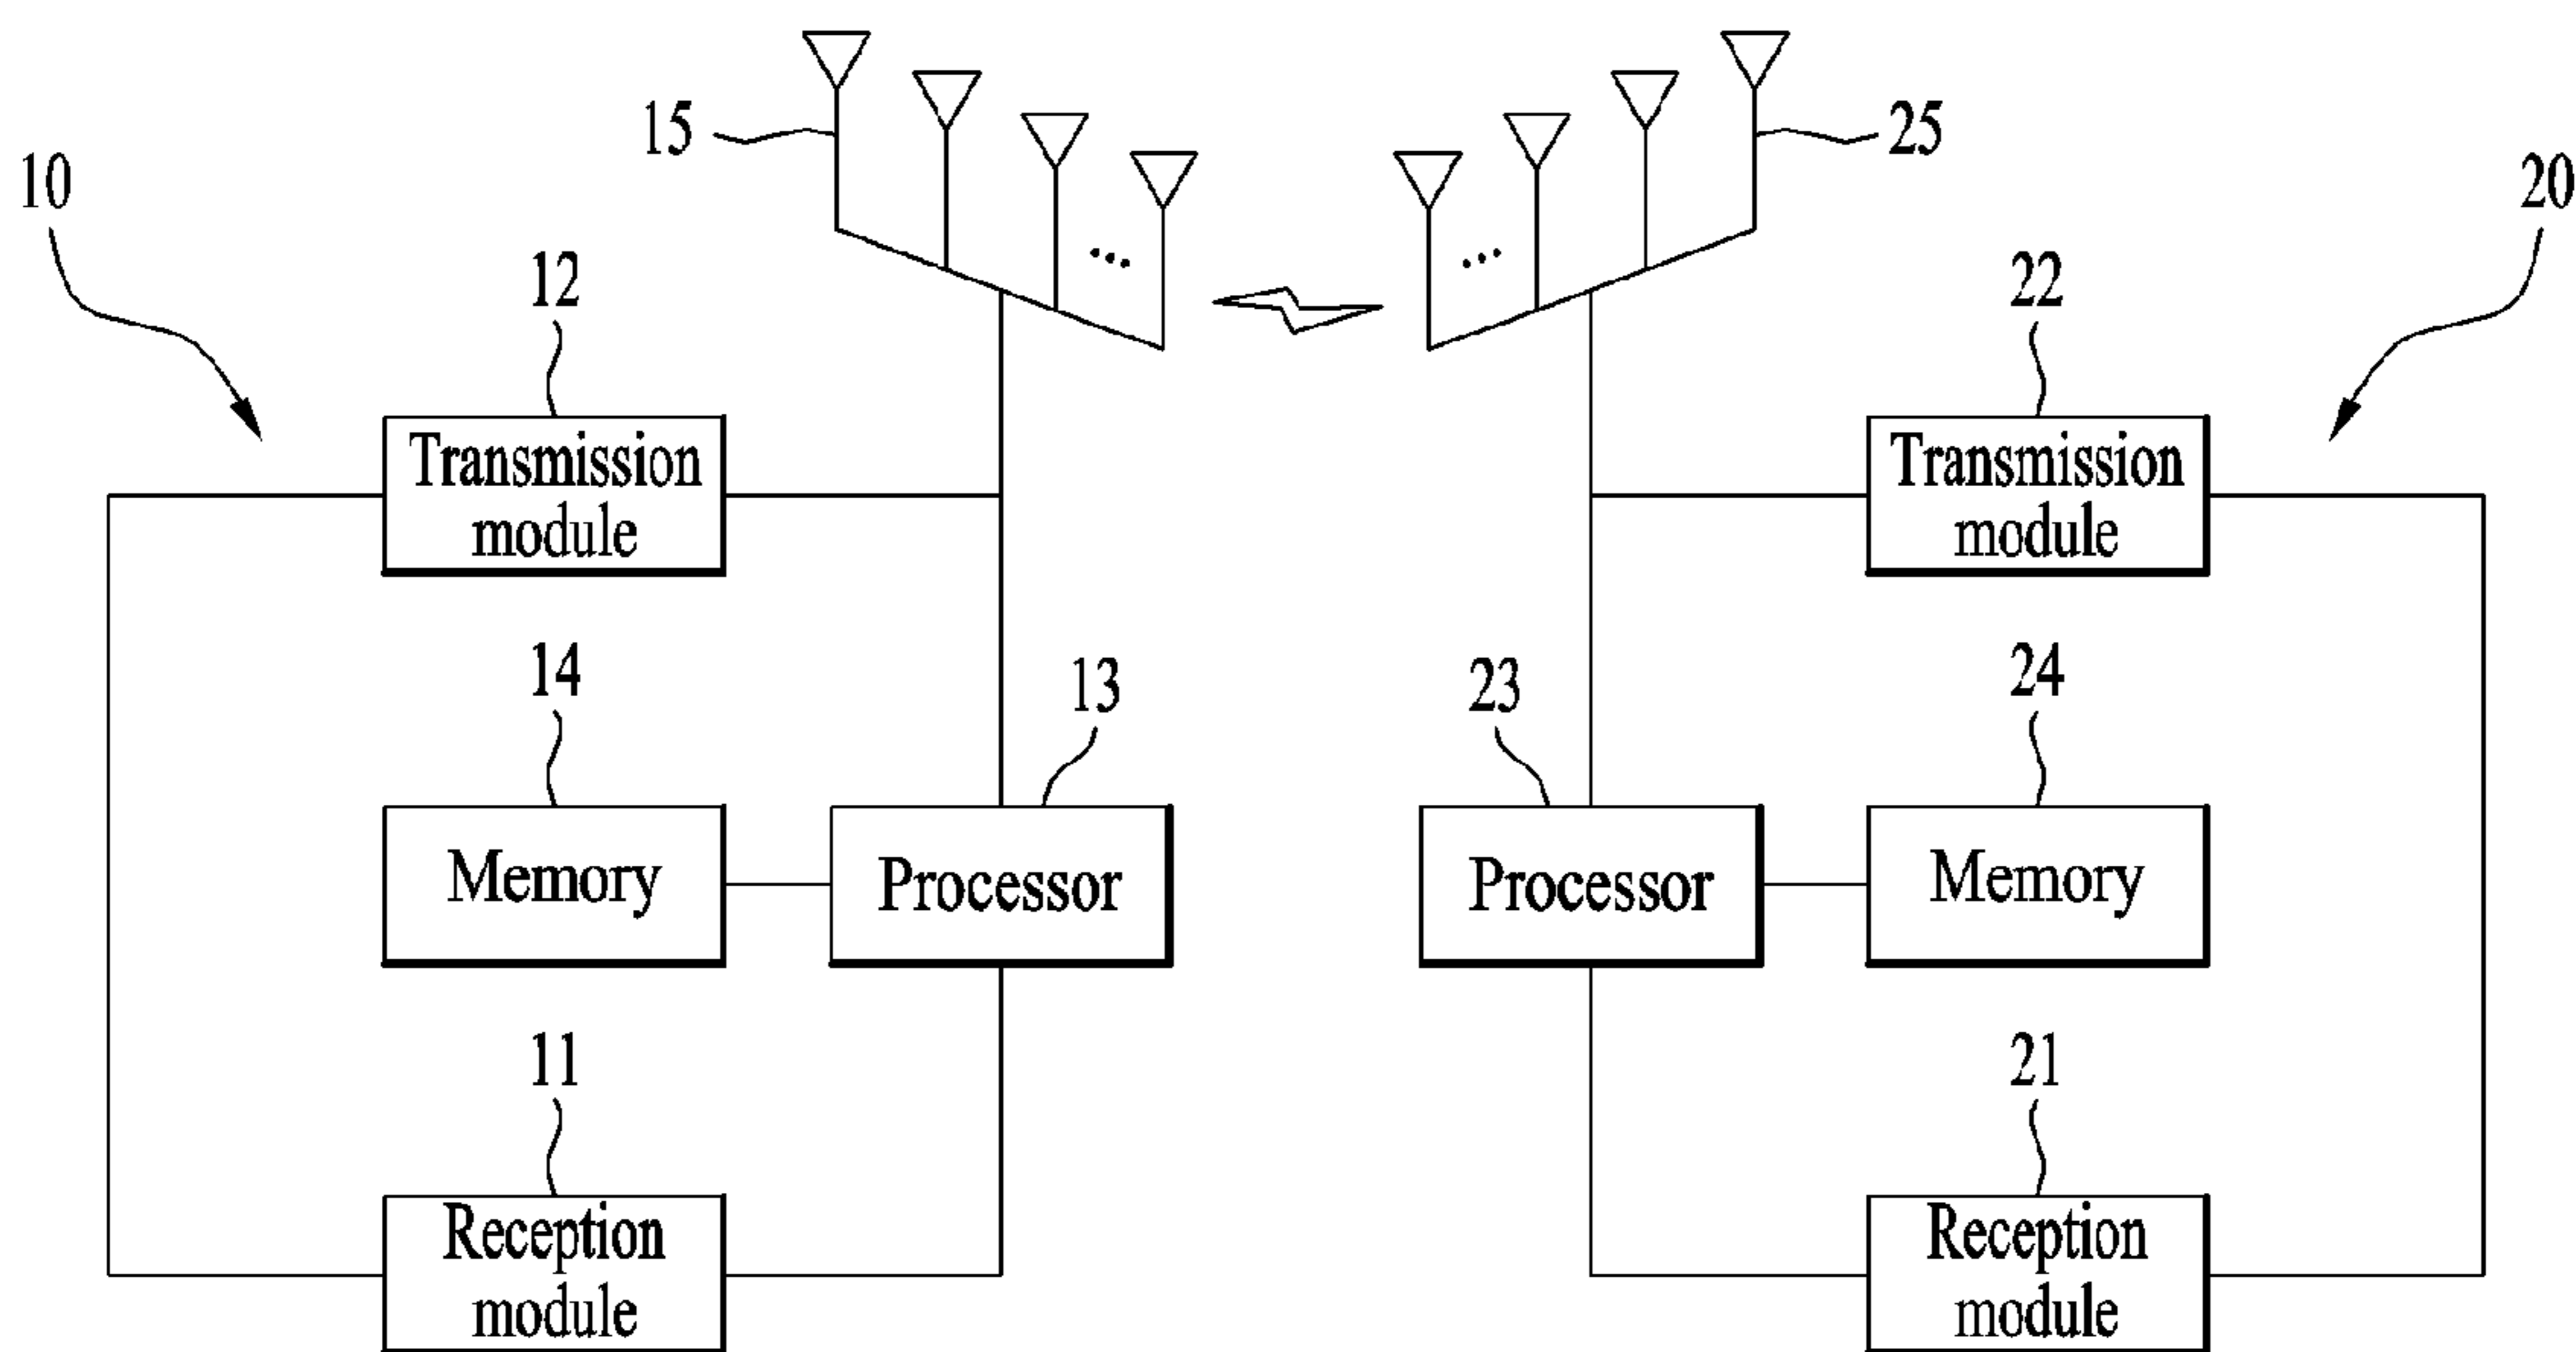 15
25
10
20
12
22
Transmission
module
Transmission
module
14
13
23
24
Memory
Processor
Processor
Memory
11
21
Reception
module
Reception
module